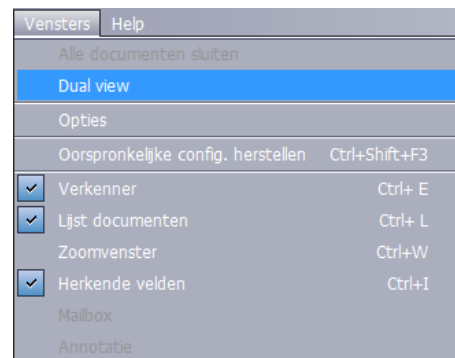 Vensters Help
Alle documenten sluiten
Dual view
Opties
Oorspronkelijke config. herstellen Ctrl+Shift+F3
Verkenner Ctrl+ E
Lijst documenten Ctrl+ L
Zoomvenster Ctrl+W
Herkende velden Ctrl+I
Mailbox
Annotatie